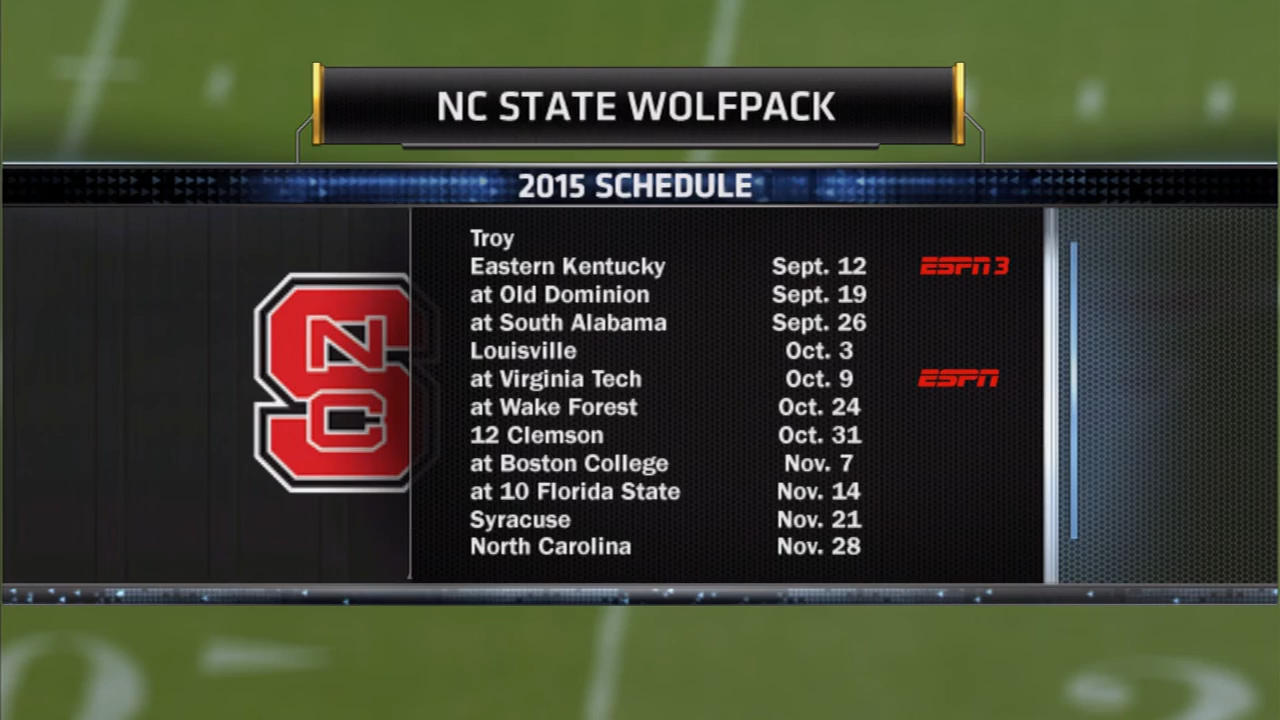 NC STATE WOLFPACK
2015 SCHEDULE
NC
Troy
Eastern Kentucky Sept. 12 ESPN 3
at Old Dominion Sept. 19
at South Alabama Sept. 26
Louisville Oct. 3
at Virginia Tech Oct. 9 ESPN
at Wake Forest Oct. 24
12 Clemson Oct. 31
at Boston College Nov. 7
at 10 Florida State Nov. 14
Syracuse Nov. 21
North Carolina Nov. 28